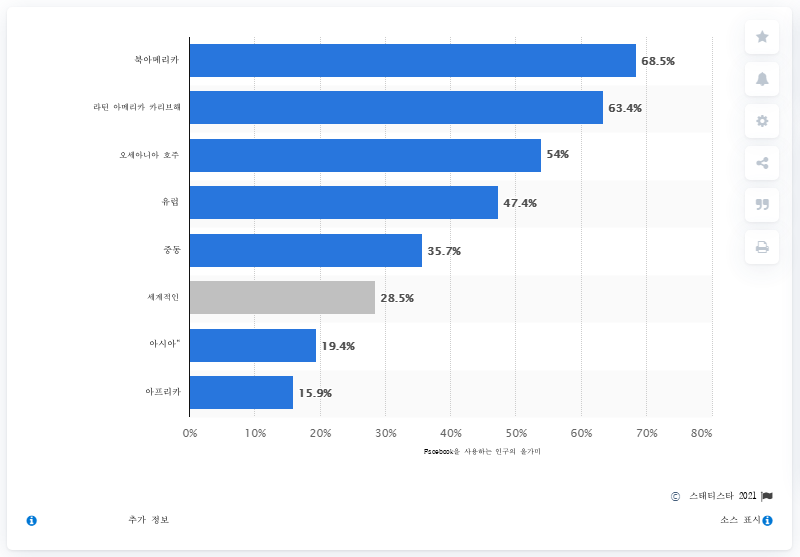 북아메리카
68.5%
라틴 아메리카 카리브해
63.4%
오세아니아 호주
54%
유럽
47.4%
중동
35.7%
세계적인
28.5%
아시아*
19.4%
아프리카
15.9%
0% 10% 20% 30% 40% 50% 60% 70% 80%
Facebook을 사용하는 인구의
© 스태티스타 2021
추가 정보
소스 표시